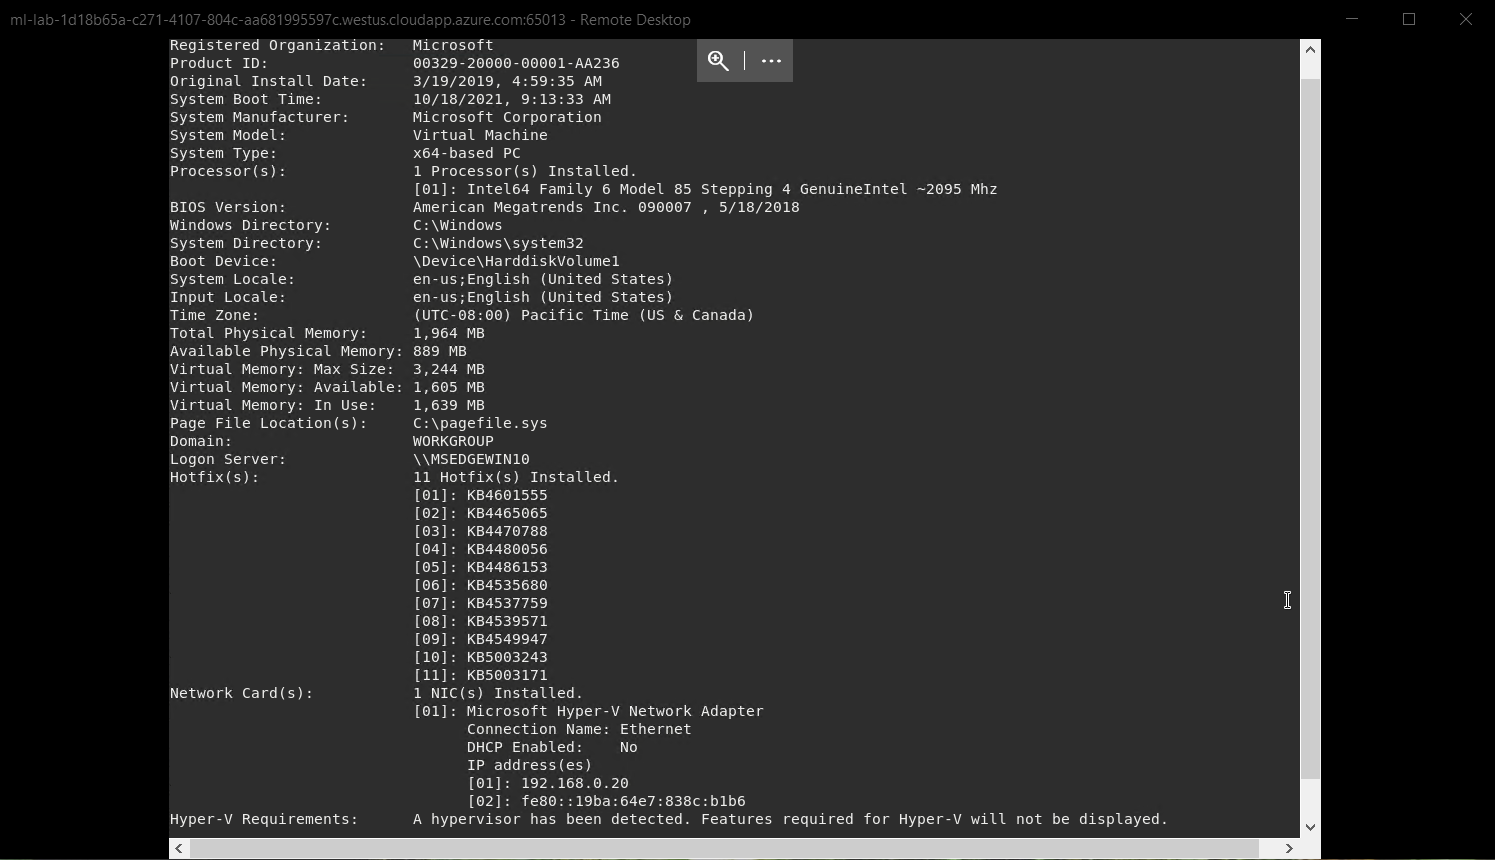 ml-lab-1d18b65a-c271-4107-804c-aa681995597c.westus.cloudapp.azure.com:65013 - Remote Desktop
Registered Organization:   Microsoft
Product ID:                00329-20000-00001-AA236
Original Install Date:     3/19/2019, 4:59:35 AM
System Boot Time:          10/18/2021, 9:13:33 AM
System Manufacturer:       Microsoft Corporation
System Model:              Virtual Machine
System Type:               x64-based PC
Processor(s):              1 Processor(s) Installed.
                           [01]: Intel64 Family 6 Model 85 Stepping 4 GenuineIntel ~2095 Mhz
BIOS Version:              American Megatrends Inc. 090007 , 5/18/2018
Windows Directory:         C:\Windows
System Directory:          C:\Windows\system32
Boot Device:               \Device\HarddiskVolume1
System Locale:             en-us;English (United States)
Input Locale:              en-us;English (United States)
Time Zone:                 (UTC-08:00) Pacific Time (US & Canada)
Total Physical Memory:     1,964 MB
Available Physical Memory: 889 MB
Virtual Memory: Max Size:  3,244 MB
Virtual Memory: Available: 1,605 MB
Virtual Memory: In Use:    1,639 MB
Page File Location(s):     C:\pagefile.sys
Domain:                    WORKGROUP
Logon Server:              \\MSEDGEWIN10
Hotfix(s):                 11 Hotfix(s) Installed.
                           [01]: KB4601555
                           [02]: KB4465065
                           [03]: KB4470788
                           [04]: KB4480056
                           [05]: KB4486153
                           [06]: KB4535680
                           [07]: KB4537759
                           [08]: KB4539571
                           [09]: KB4549947
                           [10]: KB5003243
                           [11]: KB5003171
Network Card(s):           1 NIC(s) Installed.
                           [01]: Microsoft Hyper-V Network Adapter
                                 Connection Name: Ethernet
                                 DHCP Enabled:    No
                                 IP address(es)
                                 [01]: 192.168.0.20
                                 [02]: fe80::19ba:64e7:838c:b1b6
Hyper-V Requirements:      A hypervisor has been detected. Features required for Hyper-V will not be displayed.